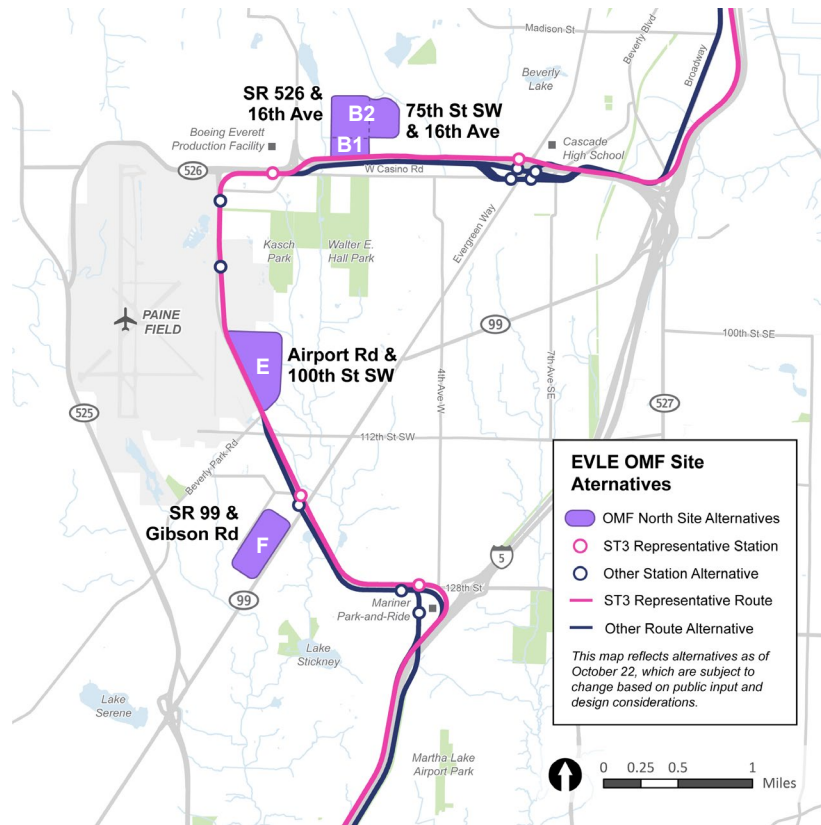 Madison St
Beverly Blvd
Broadway
Beverly
Lake
SR 526 &
16th Ave
B2
B1
75th St SW
& 16th Ave
Boeing Everett
Production Facility
Cascade
High School
526
W Casino Rd
Evergreen Way
Kasch
Park
Walter E.
Hall Park
PAINE
FIELD
99
100th St SE
E
Airport Rd &
100th St SW
4th Ave W
7th Ave SE
527
525
112th St SW
Beverly Park Rd
SR 99 &
Gibson Rd
F
99
5
128th St
Mariner
Park-and-Ride
Lake
Stickney
Lake
Serene
Martha Lake
Airport Park
EVLE OMF Site
Aternatives
OMF North Site Alternatives
ST3 Representative Station
Other Station Alternative
ST3 Representative Route
Other Route Alternative
This map reflects alternatives as of
October 22, which are subject to
change based on public input and
design considerations.
0 0.25 0.5 1
Miles